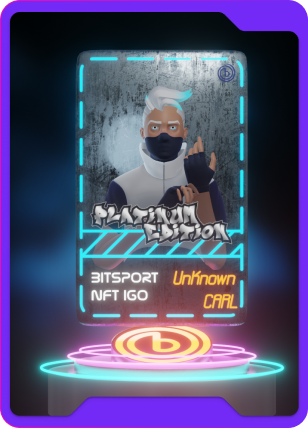 PLATINUM
EDITION
BITSPORT
NFT IGO
UnKnown
CARL